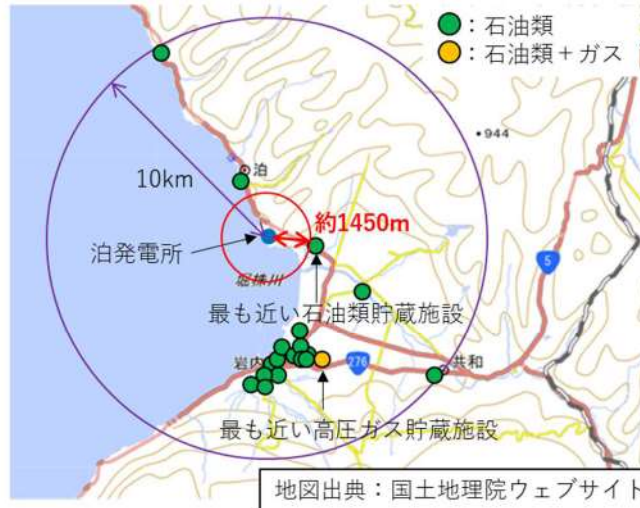 ：石油類
：石油類＋ガス
・944
泊
10km
約1450m
泊発電所
5
堀株川
最も近い石油類貯蔵施設
岩内
276
共和
最も近い高圧ガス貯蔵施設
地図出典：国土地理院ウェブサイト